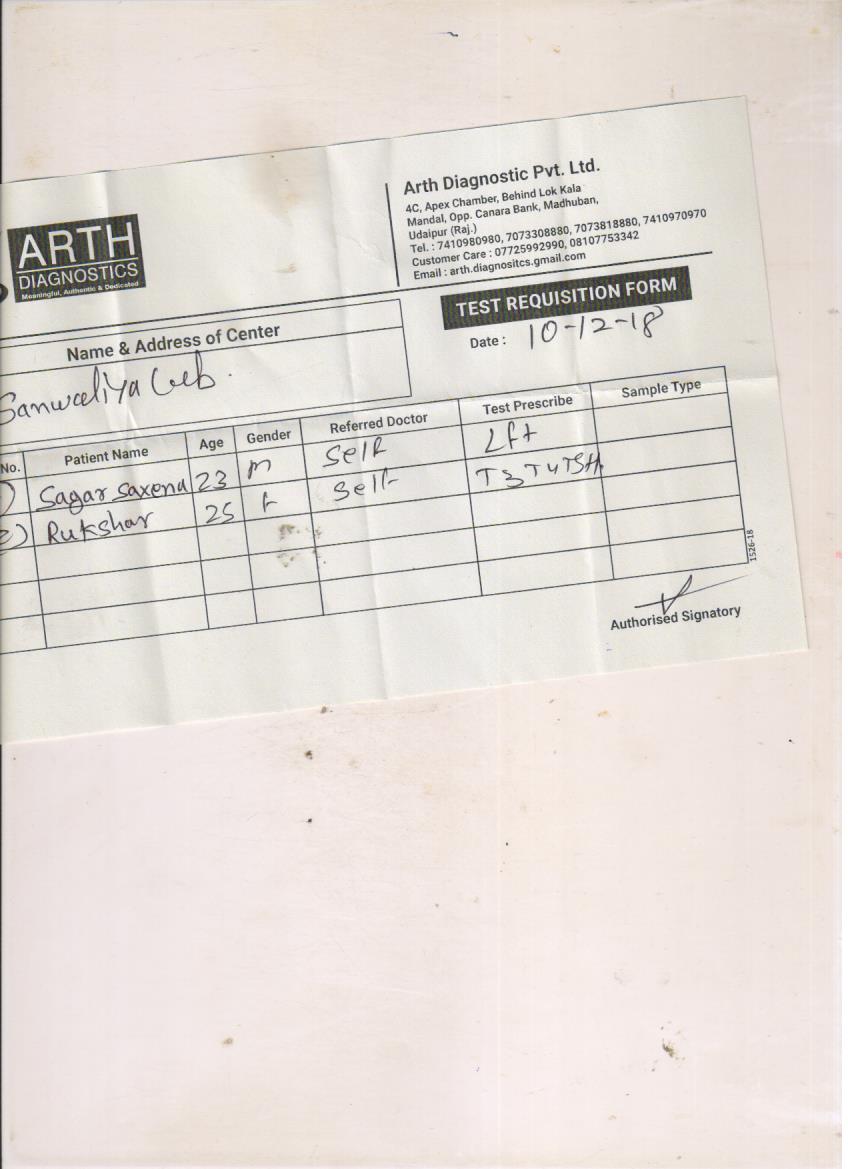 ARTH
DIAGNOSTICS
Meaningful, Authentic & Dedicated
Arth Diagnostic Pvt. Ltd.
4C, Apex Chamber, Behind Lok Kala
Mandal, Opp. Canara Bank, Madhuban,
Udaipur (Raj.)
Tel. : 7410980980, 7073308880, 7073818880, 7410970970
Customer Care : 07725992990, 08107753342
Email : arth.diagnositcs.gmail.com
TEST REQUISITION FORM
Date : 10-12-18
Name & Address of Center
Sanwaliya
No. Patient Name Age Gender Referred Doctor Test Prescribe Sample Type
) Sagar Saxena 23 M Self Lft
2) Rukshar 25 F Self T3T4TSH
1526-18
Authorised Signatory